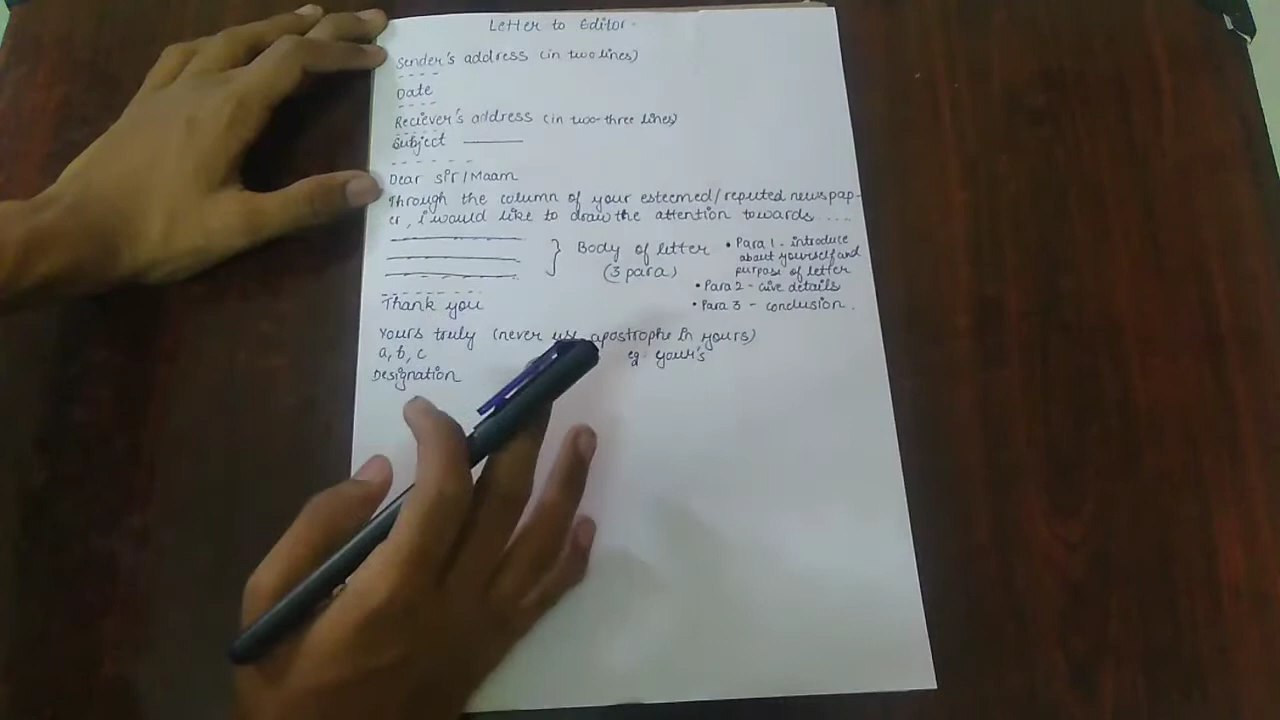 Letter to Editor -
Sender's address (in two lines)
Date
Reciever's address (in two-three lines)
Subject
Dear sir/Maam
Through the column of your esteemed/reputed newspap-
er, i would like to draw the attention towards .....
} Body of letter
(3 para)
• Para 1 - introduce
about yourself and
purpose of letter
• Para 2 - Give details
• Para 3 - conclusion.
Thank you
Yours truly (never use apostrophe in yours)
eg. your's
a, b, c
Designation